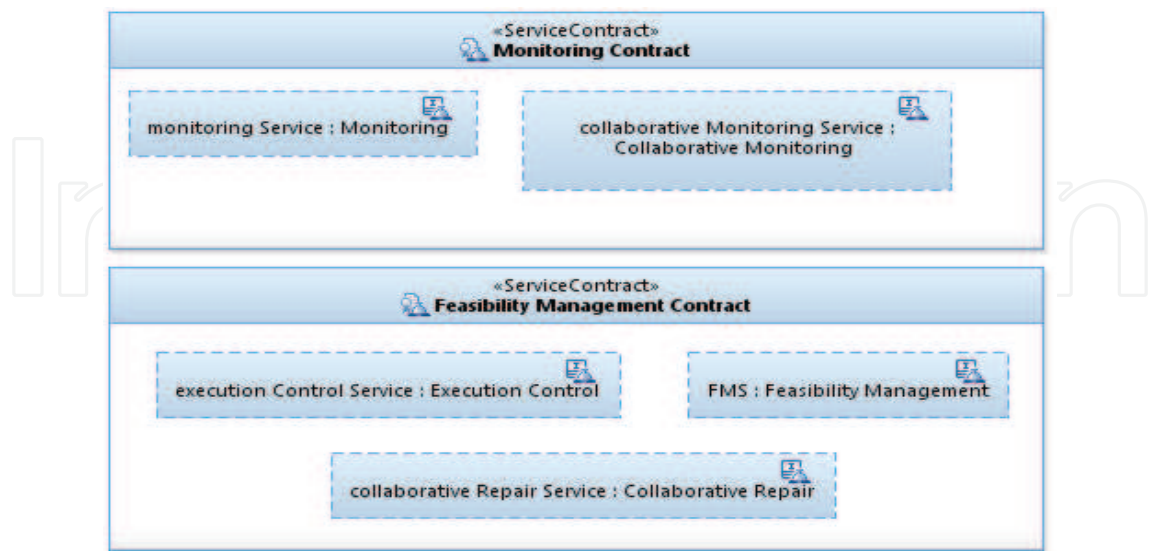 «ServiceContract»
Monitoring Contract
monitoring Service : Monitoring
collaborative Monitoring Service :
Collaborative Monitoring
«ServiceContract»
Feasibility Management Contract
execution Control Service : Execution Control
FMS : Feasibility Management
collaborative Repair Service : Collaborative Repair